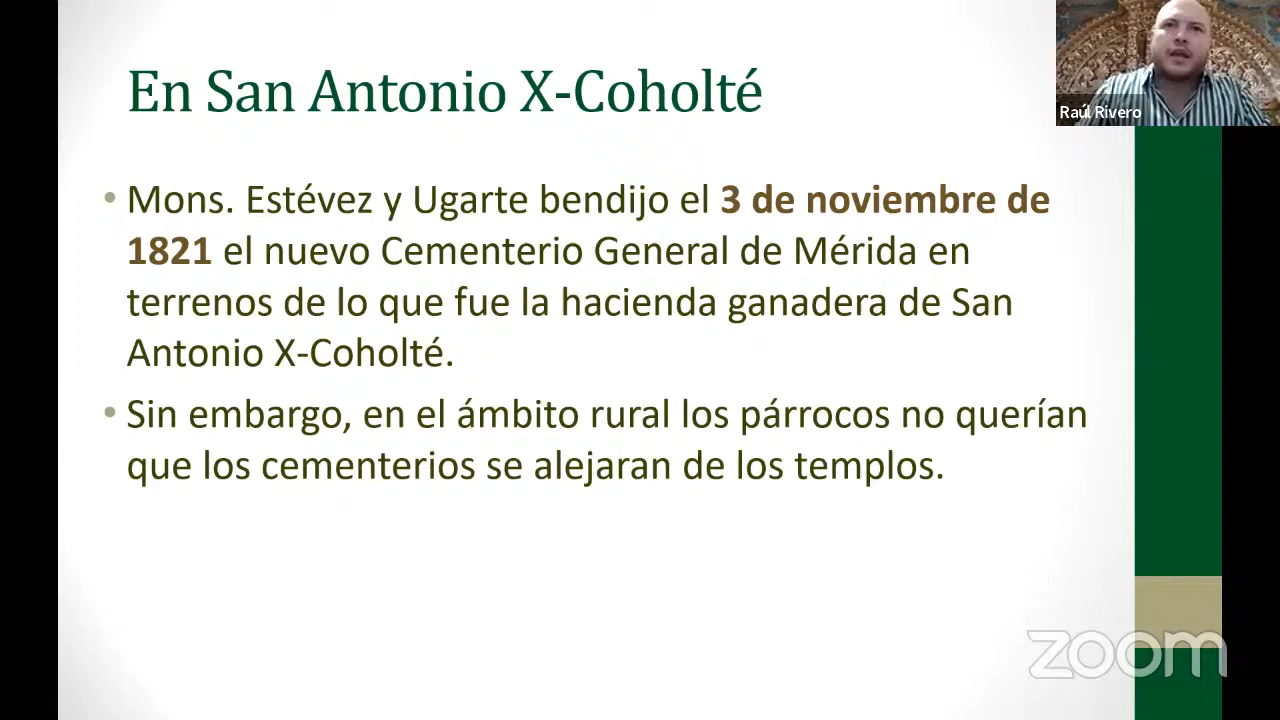 En San Antonio X-Coholté
Raúl Rivero
• Mons. Estévez y Ugarte bendijo el 3 de noviembre de
1821 el nuevo Cementerio General de Mérida en
terrenos de lo que fue la hacienda ganadera de San
Antonio X-Coholté.
• Sin embargo, en el ámbito rural los párrocos no querían
que los cementerios se alejaran de los templos.
zoom